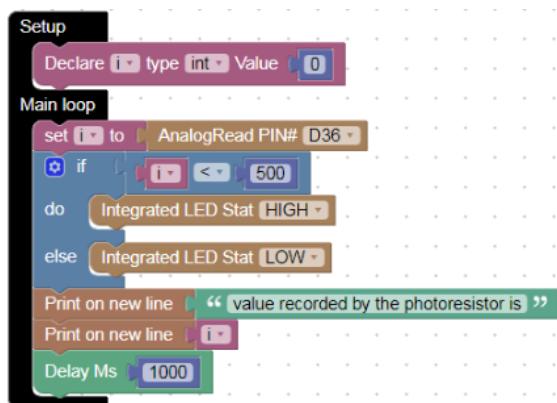 Setup
Declare i type int Value 0
Main loop
set i to AnalogRead PIN# D36
if i < 500
do Integrated LED Stat HIGH
else Integrated LED Stat LOW
Print on new line “ value recorded by the photoresistor is ”
Print on new line i
Delay Ms 1000